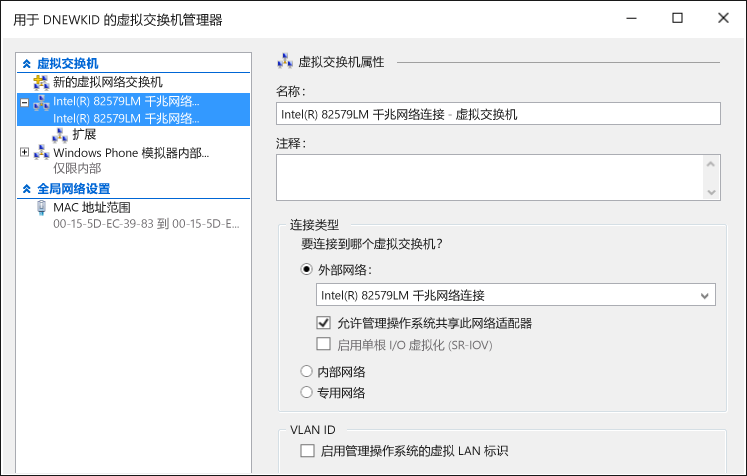 用于 DNEWKID 的虚拟交换机管理器
虚拟交换机
新的虚拟网络交换机
Intel(R) 82579LM 千兆网络...
Intel(R) 82579LM 千兆网络...
扩展
Windows Phone 模拟器内部...
仅限内部
全局网络设置
MAC 地址范围
00-15-5D-EC-39-83 到 00-15-5D-E...
虚拟交换机属性
名称:
Intel(R) 82579LM 千兆网络连接 - 虚拟交换机
注释:
连接类型
要连接到哪个虚拟交换机?
外部网络:
Intel(R) 82579LM 千兆网络连接
允许管理操作系统共享此网络适配器
启用单根 I/O 虚拟化 (SR-IOV)
内部网络
专用网络
VLAN ID
启用管理操作系统的虚拟 LAN 标识